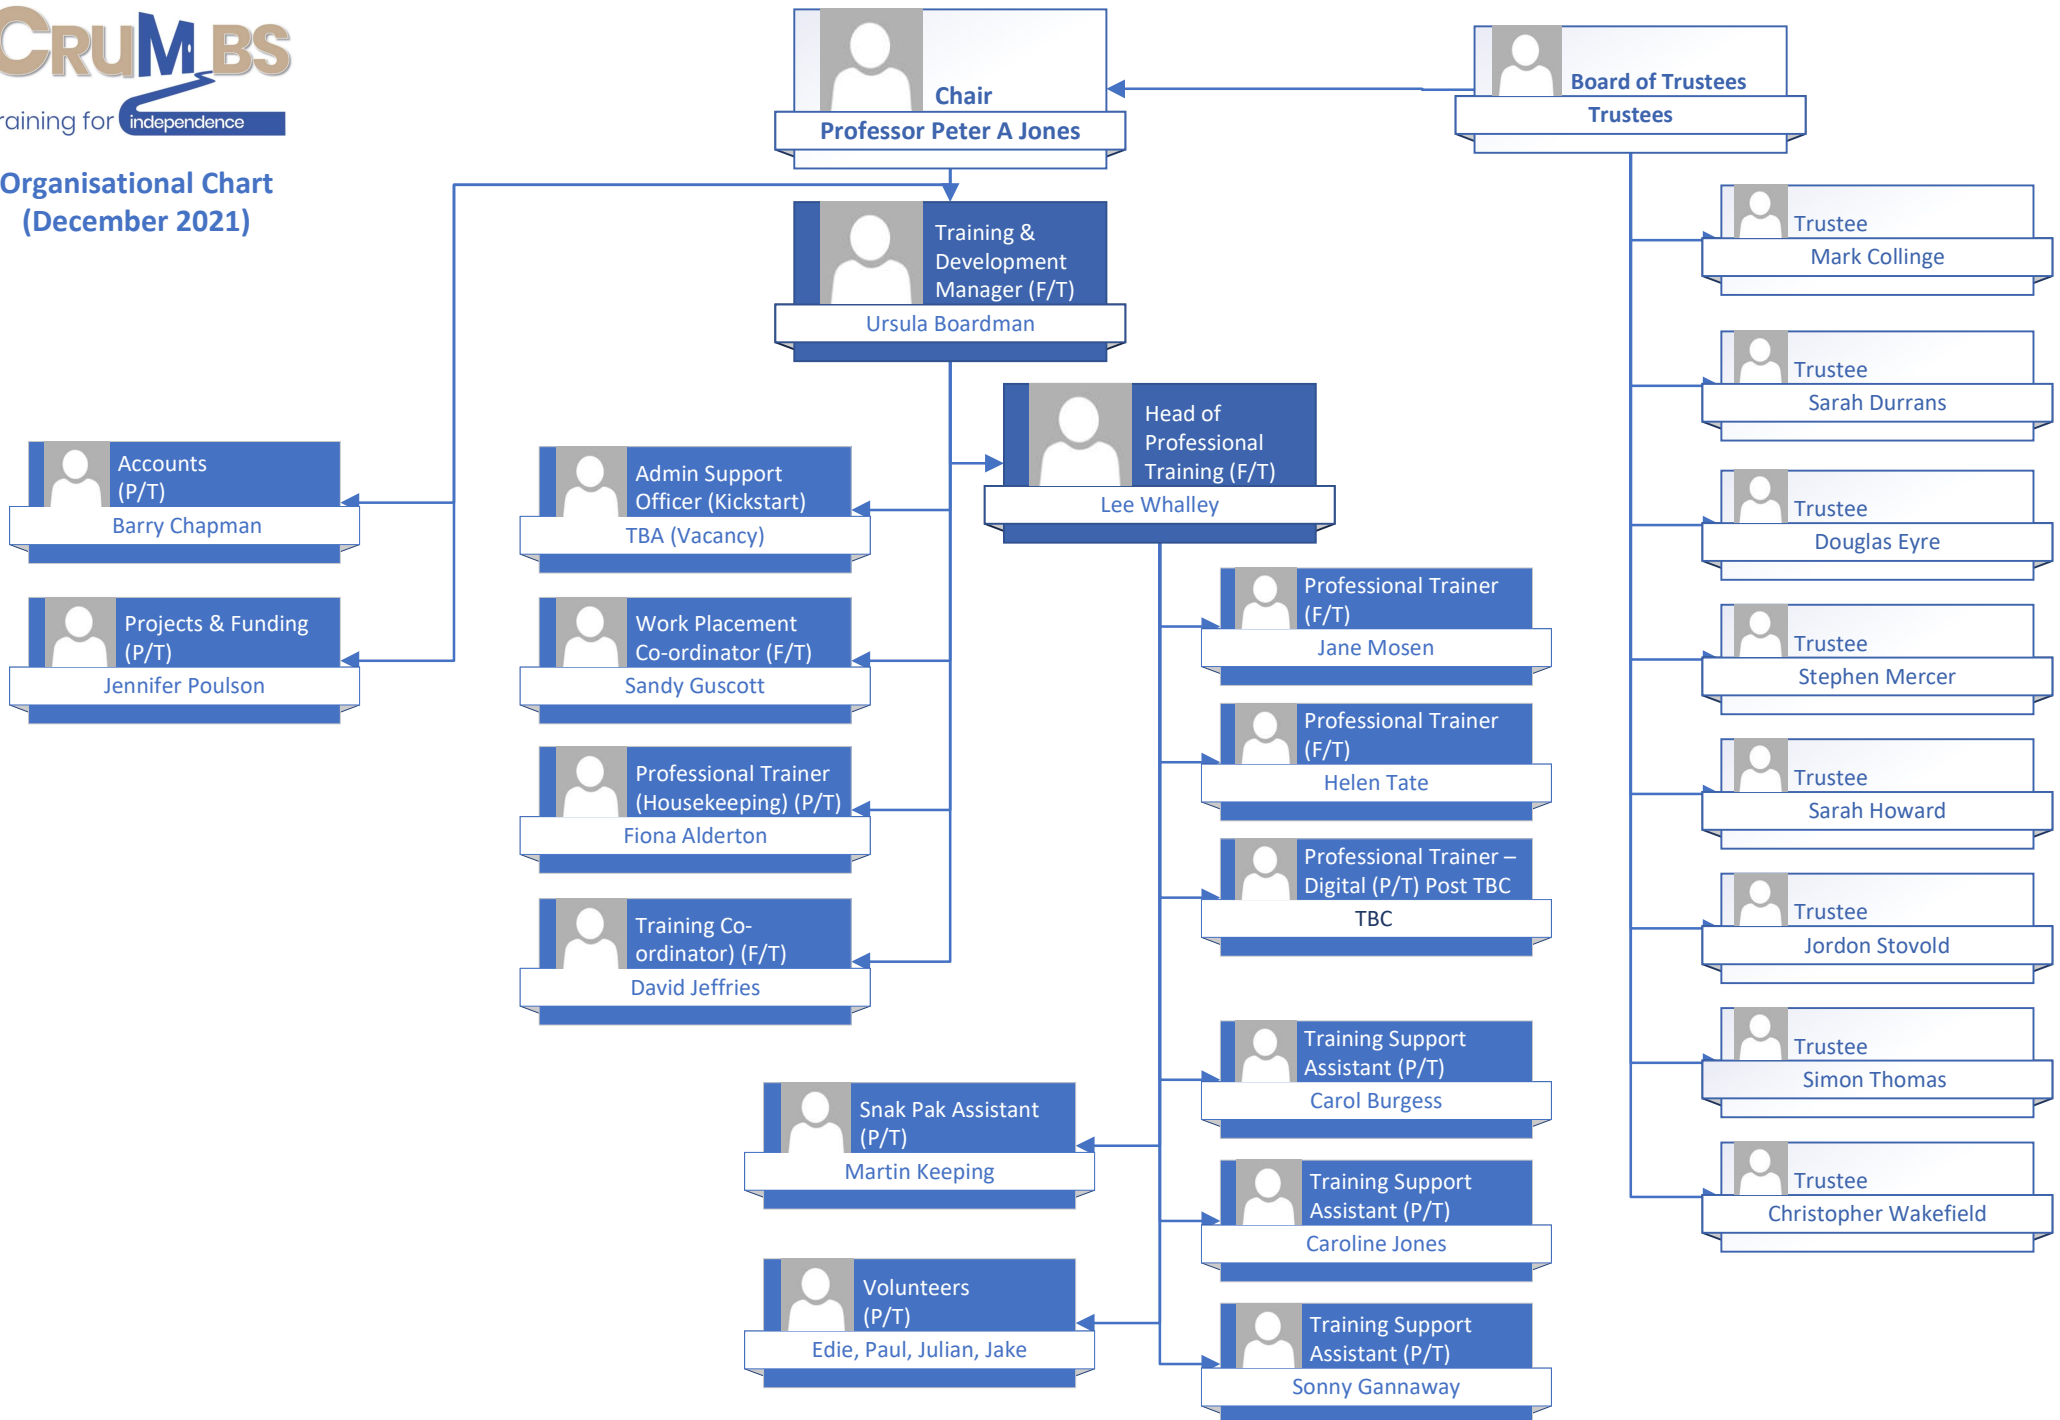 CRUMBS
raining for independence
Organisational Chart
(December 2021)
Chair
Professor Peter A Jones
Board of Trustees
Trustees
Training &
Development
Manager (F/T)
Ursula Boardman
Accounts
(P/T)
Barry Chapman
Projects & Funding
(P/T)
Jennifer Poulson
Admin Support
Officer (Kickstart)
TBA (Vacancy)
Work Placement
Co-ordinator (F/T)
Sandy Guscott
Professional Trainer
(Housekeeping) (P/T)
Fiona Alderton
Training Co-
ordinator) (F/T)
David Jeffries
Head of
Professional
Training (F/T)
Lee Whalley
Professional Trainer
(F/T)
Jane Mosen
Professional Trainer
(F/T)
Helen Tate
Professional Trainer –
Digital (P/T) Post TBC
TBC
Training Support
Assistant (P/T)
Carol Burgess
Training Support
Assistant (P/T)
Caroline Jones
Training Support
Assistant (P/T)
Sonny Gannaway
Snak Pak Assistant
(P/T)
Martin Keeping
Volunteers
(P/T)
Edie, Paul, Julian, Jake
Trustee
Mark Collinge
Trustee
Sarah Durrans
Trustee
Douglas Eyre
Trustee
Stephen Mercer
Trustee
Sarah Howard
Trustee
Jordon Stovold
Trustee
Simon Thomas
Trustee
Christopher Wakefield